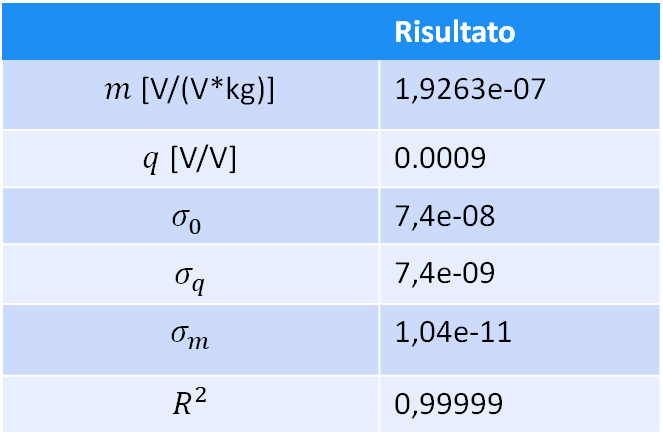 Risultato
𝑚 [V/(V*kg)] 1,9263e-07
𝑞 [V/V] 0.0009
𝜎₀ 7,4e-08
𝜎𝑞 7,4e-09
𝜎𝑚 1,04e-11
𝑅² 0,99999